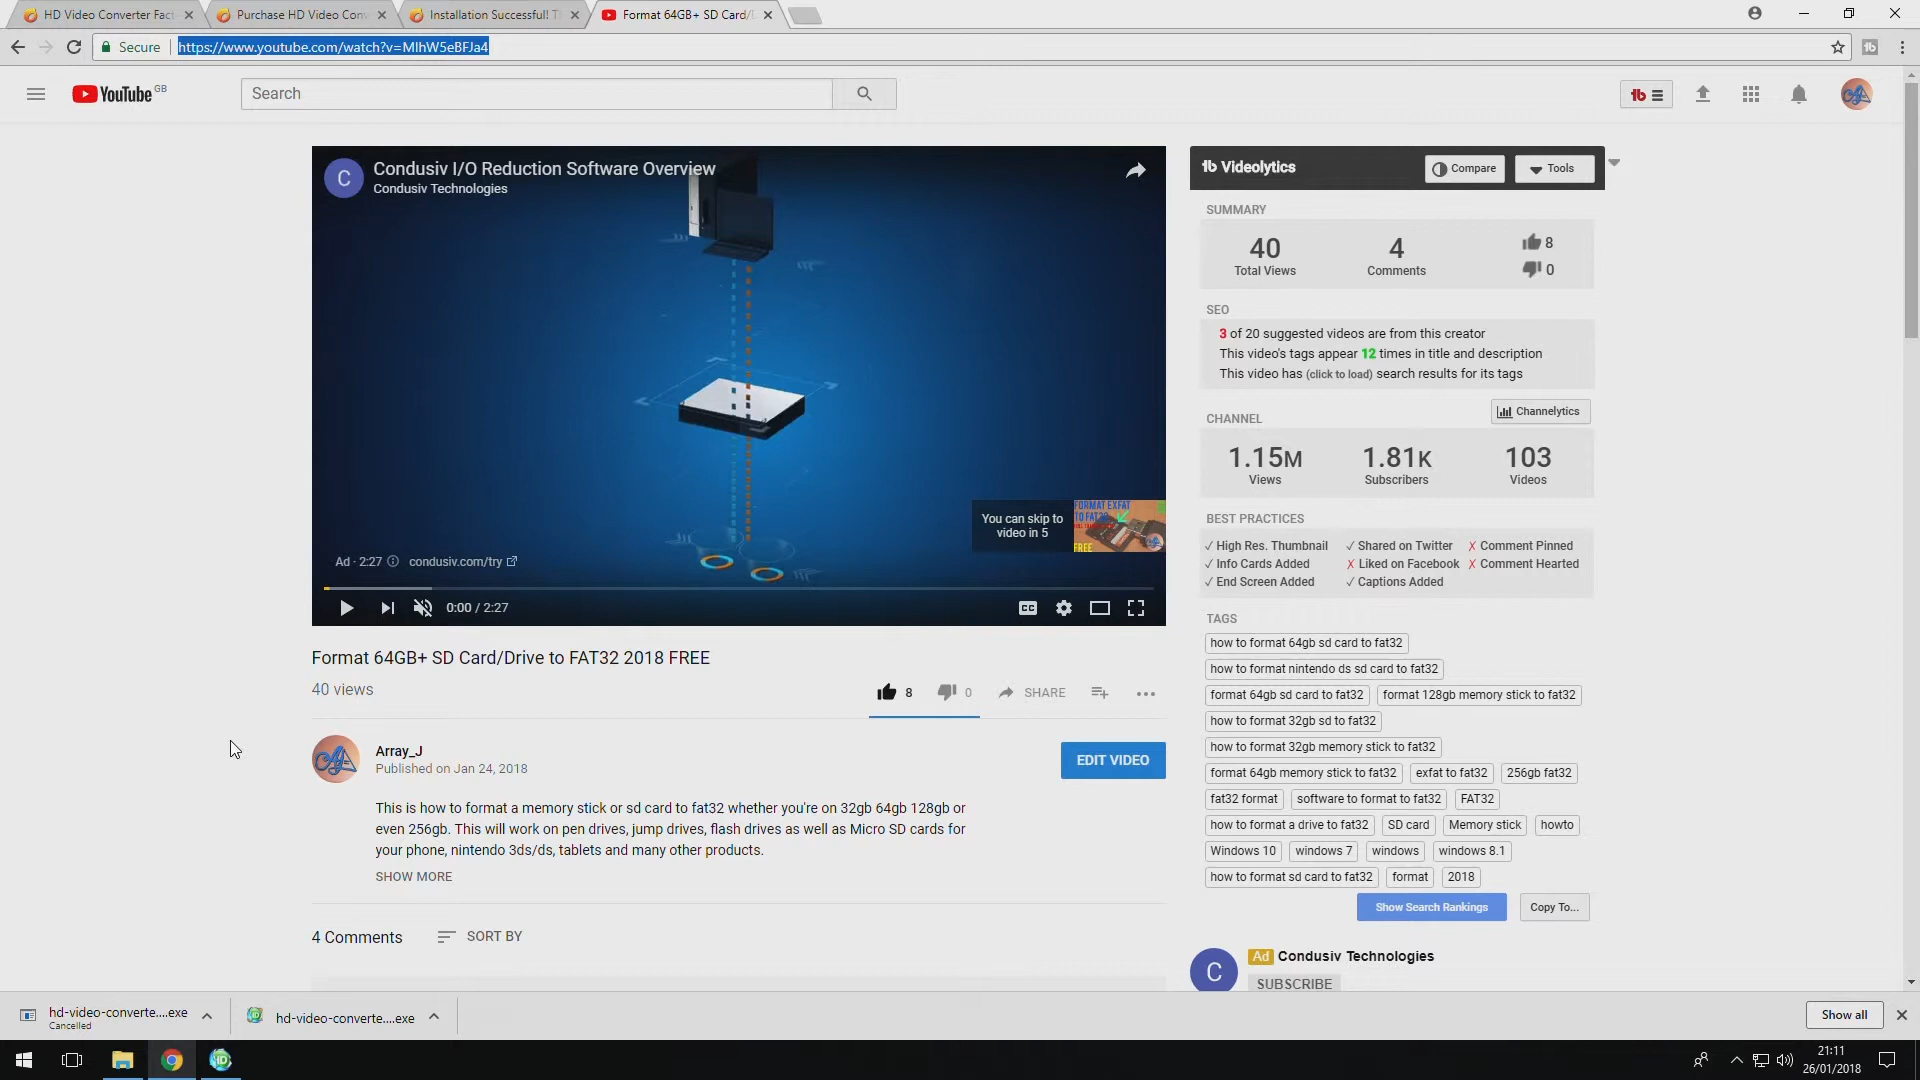 HD Video Converter Fact
Purchase HD Video Conv
Installation Successful! T
Format 64GB+ SD Card/D
Secure
https://www.youtube.com/watch?v=MlhW5eBFJa4
YouTube GB
Search
Condusiv I/O Reduction Software Overview
Condusiv Technologies
C
You can skip to
video in 5
FORMAT EXFAT
TO FAT32
FREE
Ad · 2:27
condusiv.com/try
0:00 / 2:27
CC
Format 64GB+ SD Card/Drive to FAT32 2018 FREE
40 views
8
0
SHARE
Array_J
Published on Jan 24, 2018
EDIT VIDEO
This is how to format a memory stick or sd card to fat32 whether you're on 32gb 64gb 128gb or
even 256gb. This will work on pen drives, jump drives, flash drives as well as Micro SD cards for
your phone, nintendo 3ds/ds, tablets and many other products.
SHOW MORE
4 Comments
SORT BY
tb Videolytics
Compare
Tools
SUMMARY
40
Total Views
4
Comments
8
0
SEO
3 of 20 suggested videos are from this creator
This video's tags appear 12 times in title and description
This video has (click to load) search results for its tags
CHANNEL
Channelytics
1.15M
Views
1.81K
Subscribers
103
Videos
BEST PRACTICES
✓ High Res. Thumbnail ✓ Shared on Twitter ✗ Comment Pinned
✓ Info Cards Added ✗ Liked on Facebook ✗ Comment Hearted
✓ End Screen Added ✓ Captions Added
TAGS
how to format 64gb sd card to fat32
how to format nintendo ds sd card to fat32
format 64gb sd card to fat32 format 128gb memory stick to fat32
how to format 32gb sd to fat32
how to format 32gb memory stick to fat32
format 64gb memory stick to fat32 exfat to fat32 256gb fat32
fat32 format software to format to fat32 FAT32
how to format a drive to fat32 SD card Memory stick howto
Windows 10 windows 7 windows windows 8.1
how to format sd card to fat32 format 2018
Show Search Rankings
Copy To...
C
Ad Condusiv Technologies
SUBSCRIBE
hd-video-converte....exe
Cancelled
hd-video-converte....exe
Show all
21:11
26/01/2018